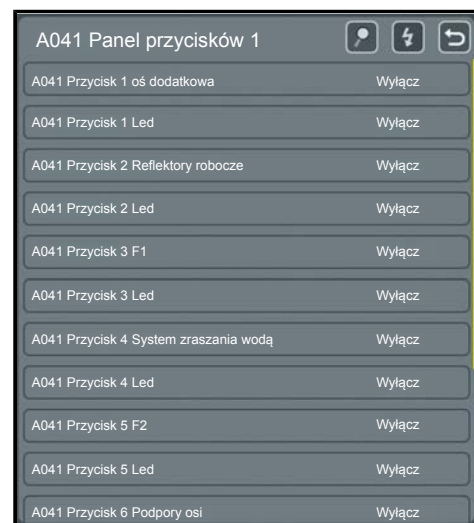 A041 Panel przycisków 1
A041 Przycisk 1 oś dodatkowa Wyłącz
A041 Przycisk 1 Led Wyłącz
A041 Przycisk 2 Reflektory robocze Wyłącz
A041 Przycisk 2 Led Wyłącz
A041 Przycisk 3 F1 Wyłącz
A041 Przycisk 3 Led Wyłącz
A041 Przycisk 4 System zraszania wodą Wyłącz
A041 Przycisk 4 Led Wyłącz
A041 Przycisk 5 F2 Wyłącz
A041 Przycisk 5 Led Wyłącz
A041 Przycisk 6 Podpory osi Wyłącz